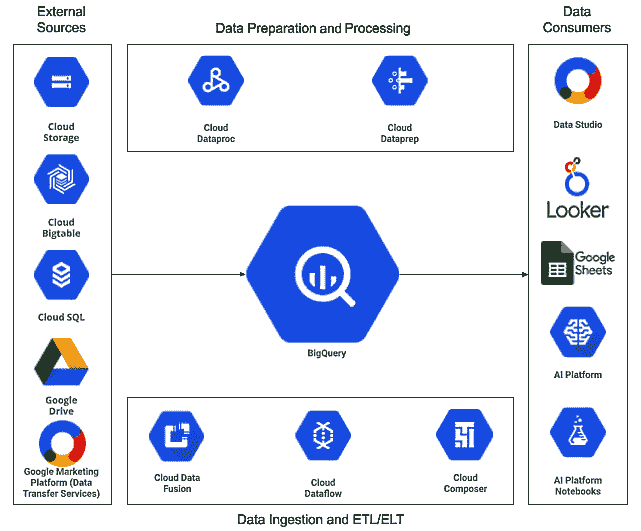 External
Sources
Data Preparation and Processing
Data
Consumers
Cloud
Storage
Cloud
Bigtable
Cloud SQL
Google
Drive
Google Marketing
Platform (Data
Transfer Services)
Cloud
Dataproc
Cloud
Dataprep
BigQuery
Cloud Data
Fusion
Cloud
Dataflow
Cloud
Composer
Data Studio
Looker
Google
Sheets
AI Platform
AI Platform
Notebooks
Data Ingestion and ETL/ELT